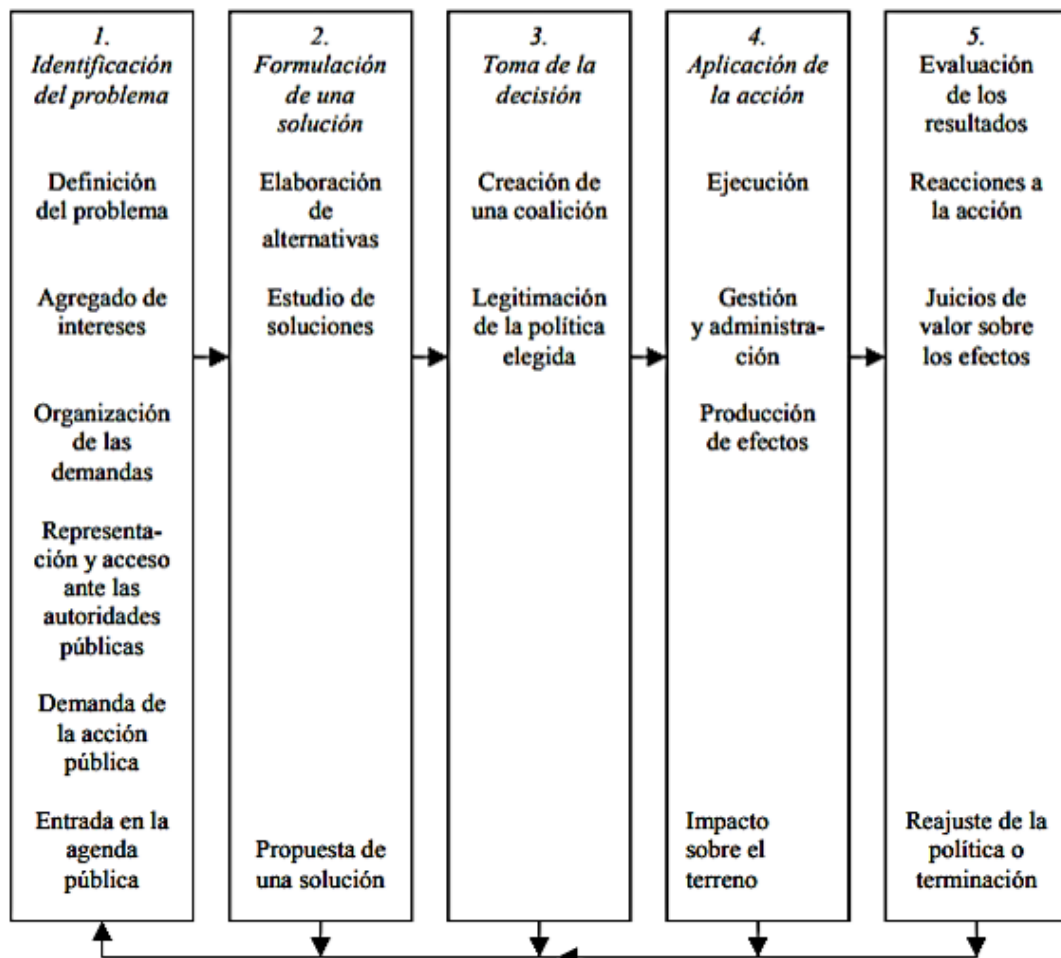 1.
Identificación
del problema
Definición
del problema
Agregado de
intereses
Organización
de las
demandas
Representa-
ción y acceso
ante las
autoridades
públicas
Demanda de
la acción
pública
Entrada en la
agenda
pública
2.
Formulación
de una
solución
Elaboración
de
alternativas
Estudio de
soluciones
Propuesta de
una solución
3.
Toma de la
decisión
Creación de
una coalición
Legitimación
de la política
elegida
4.
Aplicación de
la acción
Ejecución
Gestión
y administra-
ción
Producción
de efectos
Impacto
sobre el
terreno
5.
Evaluación
de los
resultados
Reacciones a
la acción
Juicios de
valor sobre
los efectos
Reajuste de la
política o
terminación